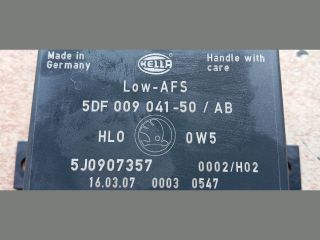 Made in Handle with
Germany HELLA care
Low-AFS
5DF 009 041-50 / AB
HL0 0W5
5J0907357 0002/H02
16.03.07 0003 0547